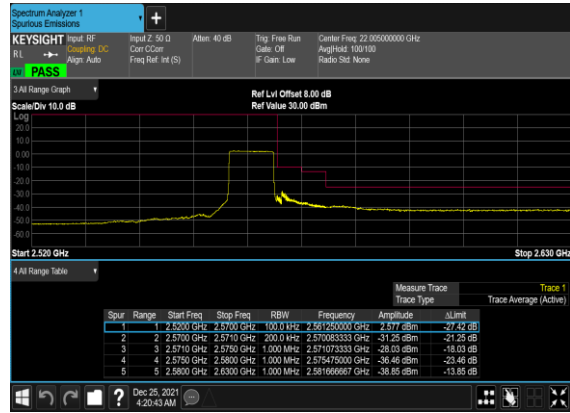 Spectrum Analyzer 1
Spurious Emissions
+
KEYSIGHT Input: RF Input Z: 50 Ω Atten: 40 dB Trig: Free Run Center Freq: 22.005000000 GHz
RL Coupling: DC Corr CCorr Gate: Off Avg|Hold: 100/100
Align: Auto Freq Ref: Int (S) IF Gain: Low Radio Std: None
PASS
3 All Range Graph
Ref Lvl Offset 8.00 dB
Scale/Div 10.0 dB Ref Value 30.00 dBm
Log
20.0
10.0
0.00
-10.0
-20.0
-30.0
-40.0
-50.0
-60.0
Start 2.520 GHz Stop 2.630 GHz
4 All Range Table
Measure Trace Trace 1
Trace Type Trace Average (Active)
Spur Range Start Freq Stop Freq RBW Frequency Amplitude ΔLimit
1 1 2.5200 GHz 2.5700 GHz 100.0 kHz 2.561250000 GHz 2.577 dBm -27.42 dB
2 2 2.5700 GHz 2.5710 GHz 200.0 kHz 2.570083333 GHz -31.25 dBm -21.25 dB
3 3 2.5710 GHz 2.5750 GHz 1.000 MHz 2.571073333 GHz -28.03 dBm -18.03 dB
4 4 2.5750 GHz 2.5800 GHz 1.000 MHz 2.575475000 GHz -36.46 dBm -23.46 dB
5 5 2.5800 GHz 2.6300 GHz 1.000 MHz 2.581666667 GHz -38.85 dBm -13.85 dB
? Dec 25, 2021
4:20:43 AM